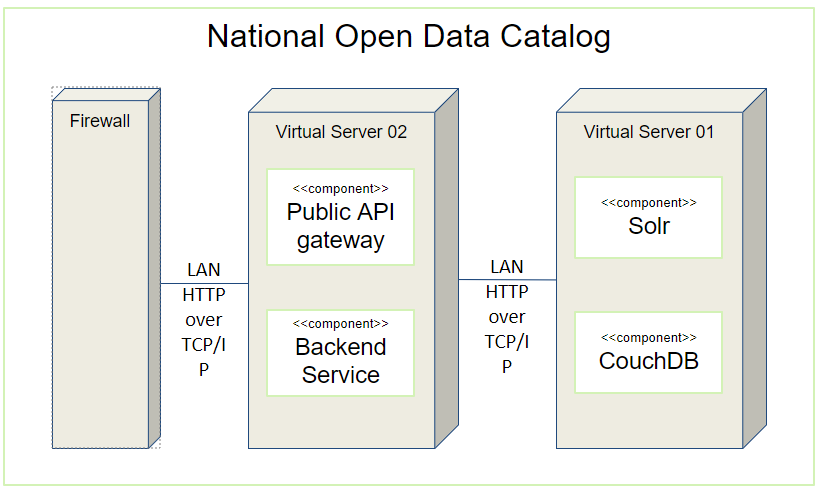 National Open Data Catalog
Firewall
LAN
HTTP
over
TCP/I
P
Virtual Server 02
<<component>>
Public API
gateway
<<component>>
Backend
Service
LAN
HTTP
over
TCP/I
P
Virtual Server 01
<<component>>
Solr
<<component>>
CouchDB